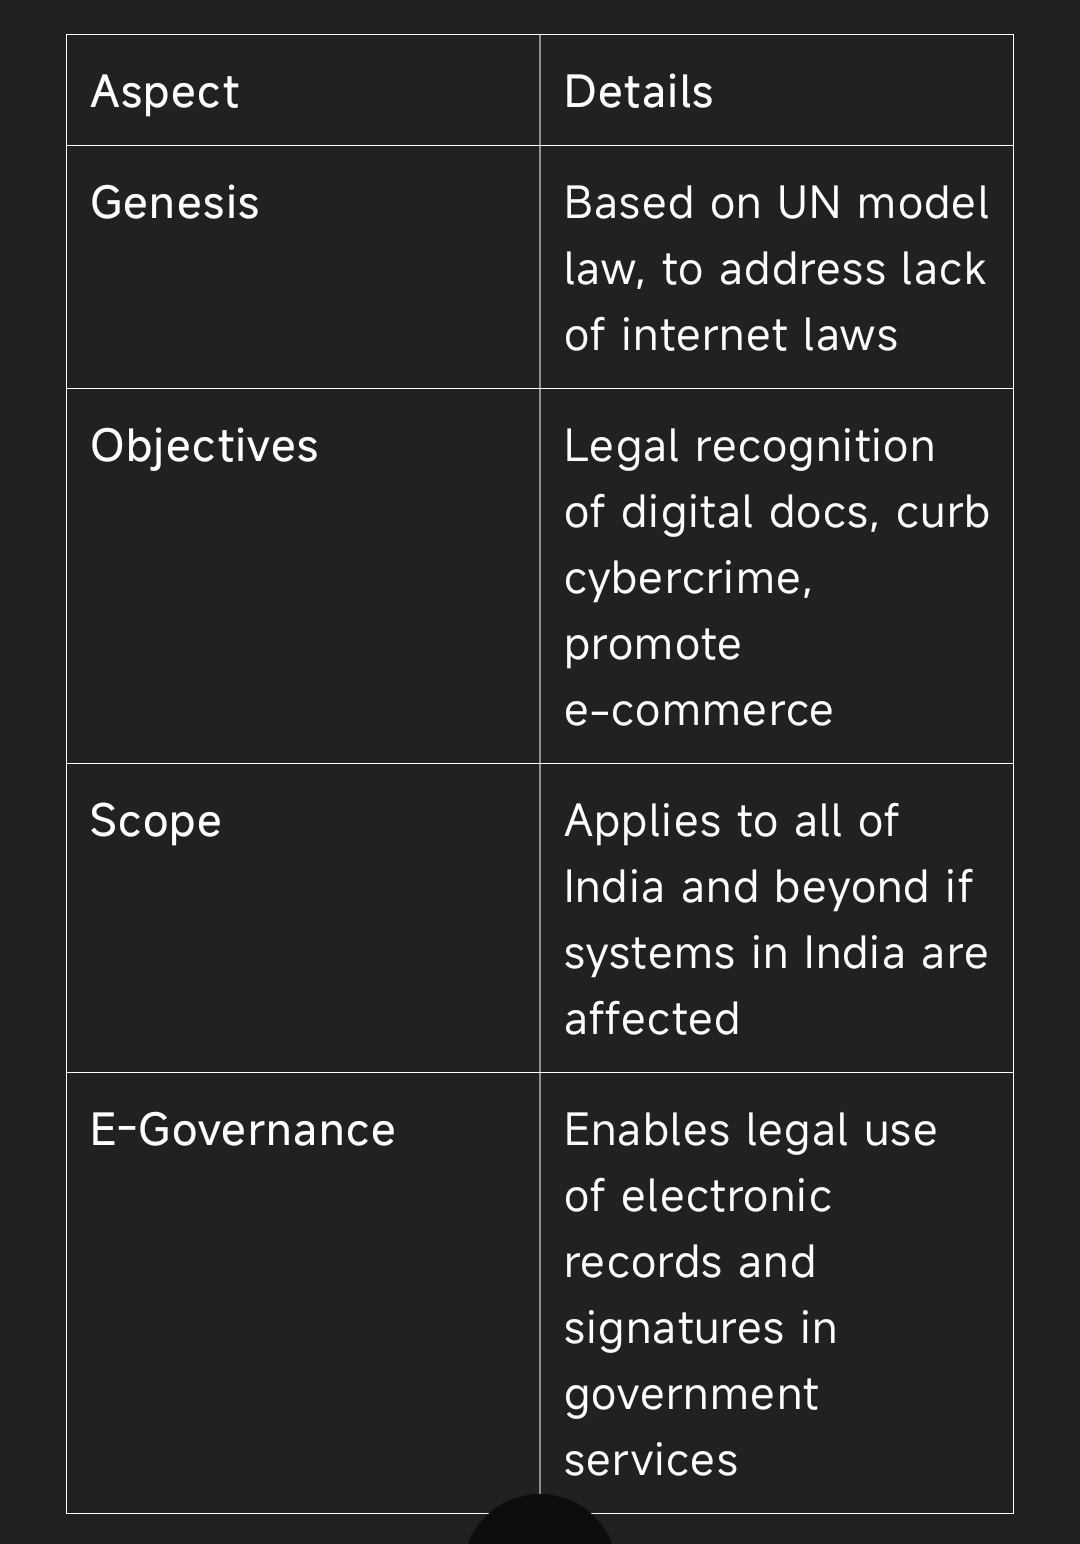 Aspect
Details
Genesis
Based on UN model
law, to address lack
of internet laws
Objectives
Legal recognition
of digital docs, curb
cybercrime,
promote
e-commerce
Scope
Applies to all of
India and beyond if
systems in India are
affected
E-Governance
Enables legal use
of electronic
records and
signatures in
government
services